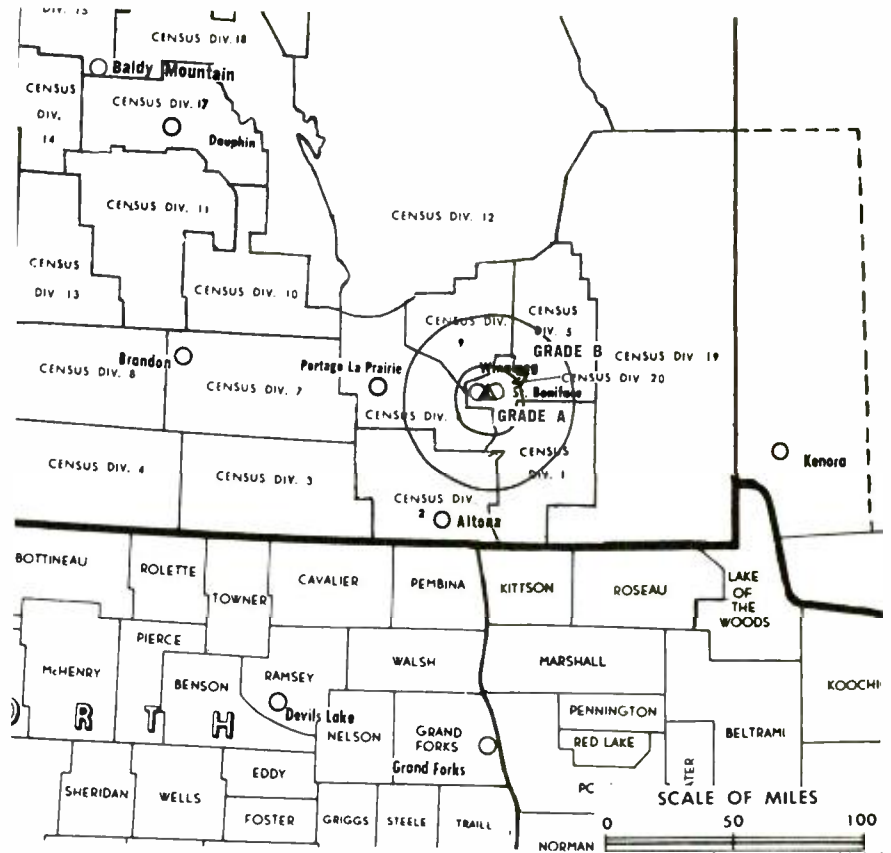 DIV. 15
CENSUS DIV. 18
Baldy Mountain
CENSUS
DIV.
14
CENSUS DIV. 17
Dauphin
CENSUS DIV. 11
CENSUS DIV. 12
CENSUS
DIV 13
CENSUS DIV. 10
CENSUS DIV.
9
CENSUS
DIV. 5
GRADE B
CENSUS DIV 19
Brandon
Portage La Prairie
Winnipeg
CENSUS DIV. 8
CENSUS DIV. 7
CENSUS DIV 20
St. Boniface
GRADE A
CENSUS DIV.
CENSUS
DIV. 1
Kenora
CENSUS DIV. 4
CENSUS DIV. 3
CENSUS DIV
2
Altona
BOTTINEAU
ROLETTE
TOWNER
CAVALIER
PEMBINA
KITTSON
ROSEAU
LAKE
OF
THE
WOODS
PIERCE
McHENRY
BENSON
RAMSEY
WALSH
MARSHALL
KOOCHI
ORTH
Devils Lake
NELSON
GRAND
FORKS
Grand Forks
PENNINGTON
RED LAKE
BELTRAMI
EDDY
SHERIDAN
WELLS
FOSTER
GRIGGS
STEELE
TRAILL
PO
NORMAN
ATER
SCALE OF MILES
0 50 100